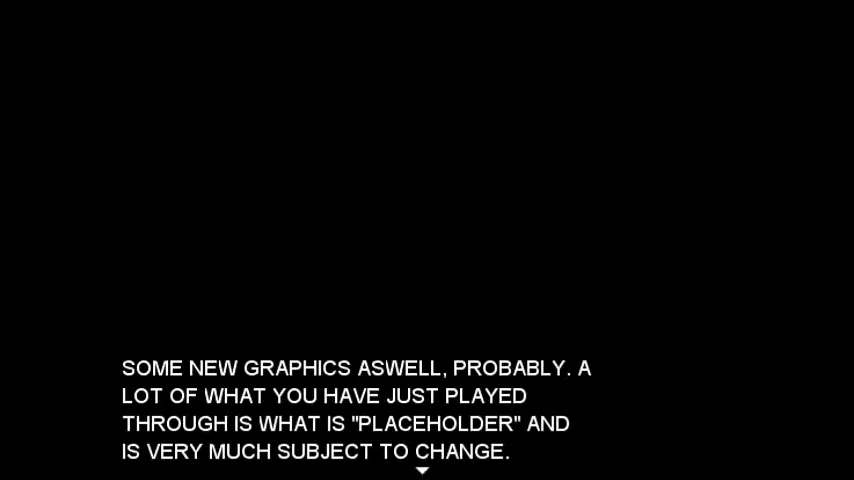 SOME NEW GRAPHICS ASWELL, PROBABLY. A
LOT OF WHAT YOU HAVE JUST PLAYED
THROUGH IS WHAT IS "PLACEHOLDER" AND
IS VERY MUCH SUBJECT TO CHANGE.